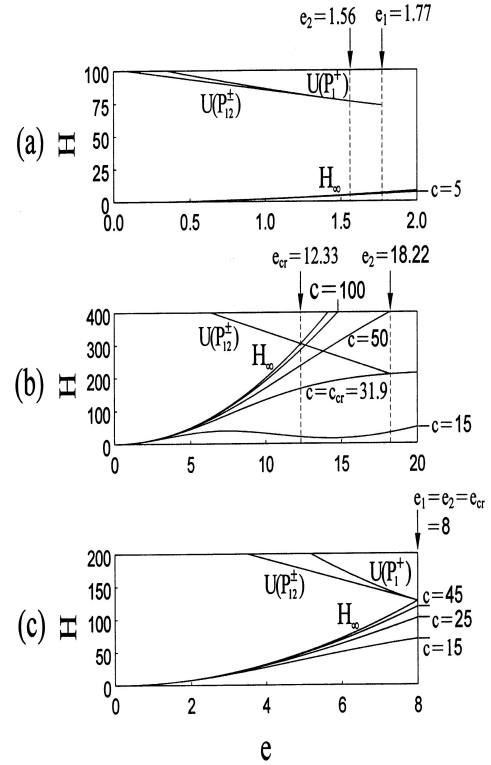 e₂=1.56 e₁=1.77
(a)
H
100
75
50
25
0
U(P₁₂±)
U(P₁⁺)
H∞
c=5
0.0 0.5 1.0 1.5 2.0
e_cr=12.33 e₂=18.22
c=100
(b)
H
400
300
200
100
0
U(P₁₂±)
H∞
c=50
c=c_cr=31.9
c=15
0 5 10 15 20
e₁=e₂=e_cr
=8
(c)
H
200
150
100
50
0
U(P₁₂±)
U(P₁⁺)
H∞
c=45
c=25
c=15
0 2 4 6 8
e